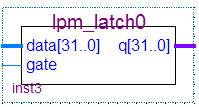 lpm_latch0
data[31..0] q[31..0]
gate
inst3